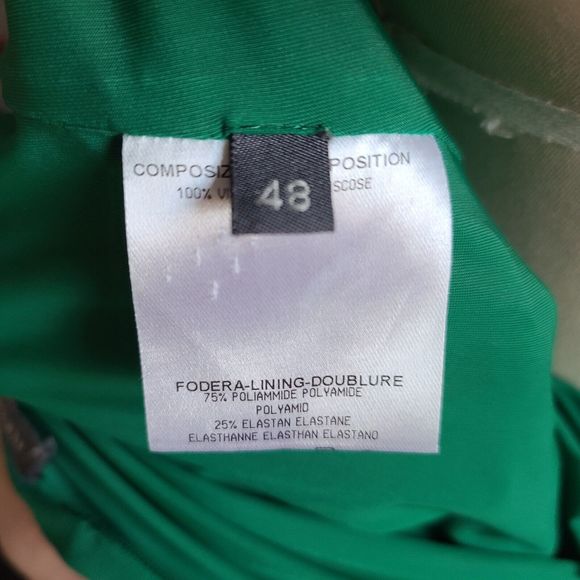 COMPOSIZ POSITION
100% VI SCOSE
48
FODERA-LINING-DOUBLURE
75% POLIAMMIDE POLYAMIDE
POLYAMID
25% ELASTAN ELASTANE
ELASTHANNE ELASTHAN ELASTANO